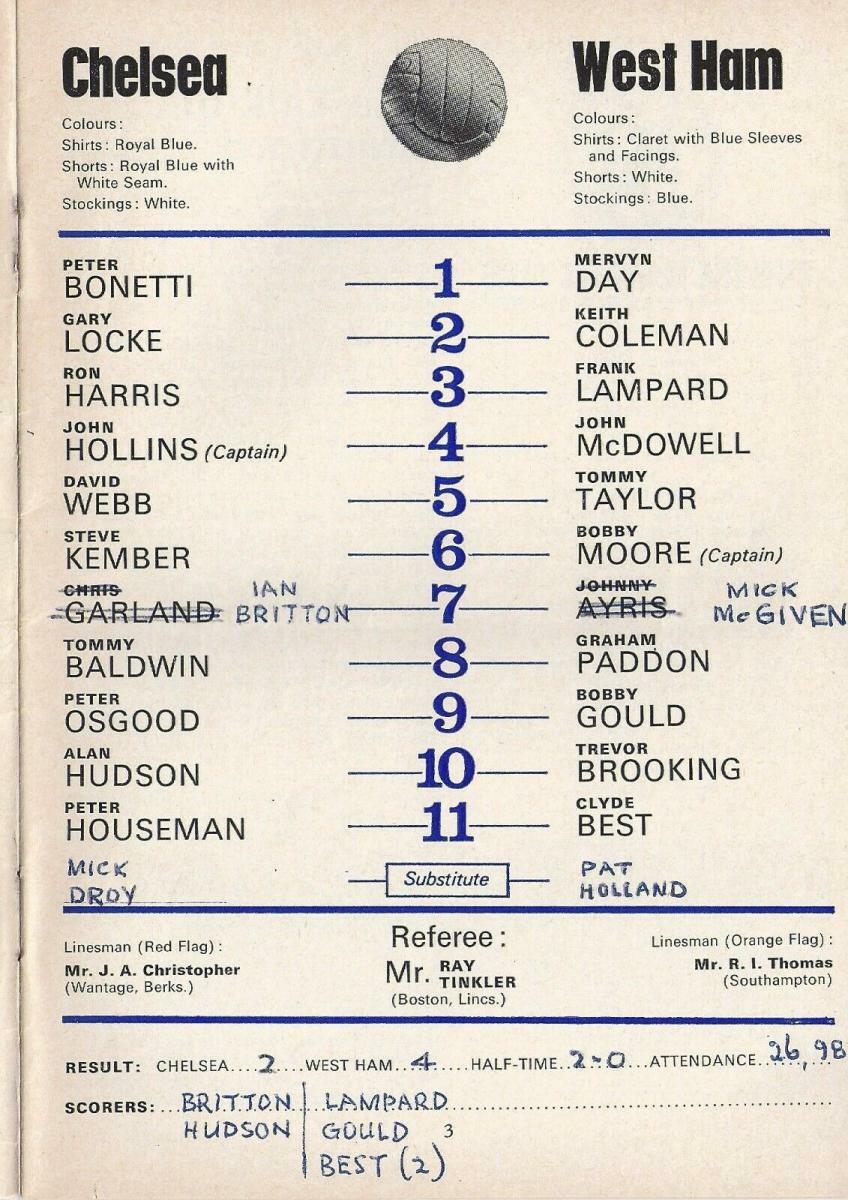 Chelsea
West Ham
Colours:
Shirts: Royal Blue.
Shorts: Royal Blue with
White Seam.
Stockings: White.
Colours:
Shirts: Claret with Blue Sleeves
and Facings.
Shorts: White.
Stockings: Blue.
PETER BONETTI 1 MERVYN DAY
GARY LOCKE 2 KEITH COLEMAN
RON HARRIS 3 FRANK LAMPARD
JOHN HOLLINS (Captain) 4 JOHN McDOWELL
DAVID WEBB 5 TOMMY TAYLOR
STEVE KEMBER 6 BOBBY MOORE (Captain)
CHRIS GARLAND IAN BRITTON 7 JOHNNY AYRIS MICK McGIVEN
TOMMY BALDWIN 8 GRAHAM PADDON
PETER OSGOOD 9 BOBBY GOULD
ALAN HUDSON 10 TREVOR BROOKING
PETER HOUSEMAN 11 CLYDE BEST
MICK DROY Substitute PAT HOLLAND
Linesman (Red Flag):
Mr. J. A. Christopher
(Wantage, Berks.)
Referee:
Mr. RAY TINKLER
(Boston, Lincs.)
Linesman (Orange Flag):
Mr. R. I. Thomas
(Southampton)
RESULT: CHELSEA....2....WEST HAM...4.....HALF-TIME..2-0...ATTENDANCE..26,98
SCORERS:...BRITTON LAMPARD
HUDSON GOULD 3
BEST (2)